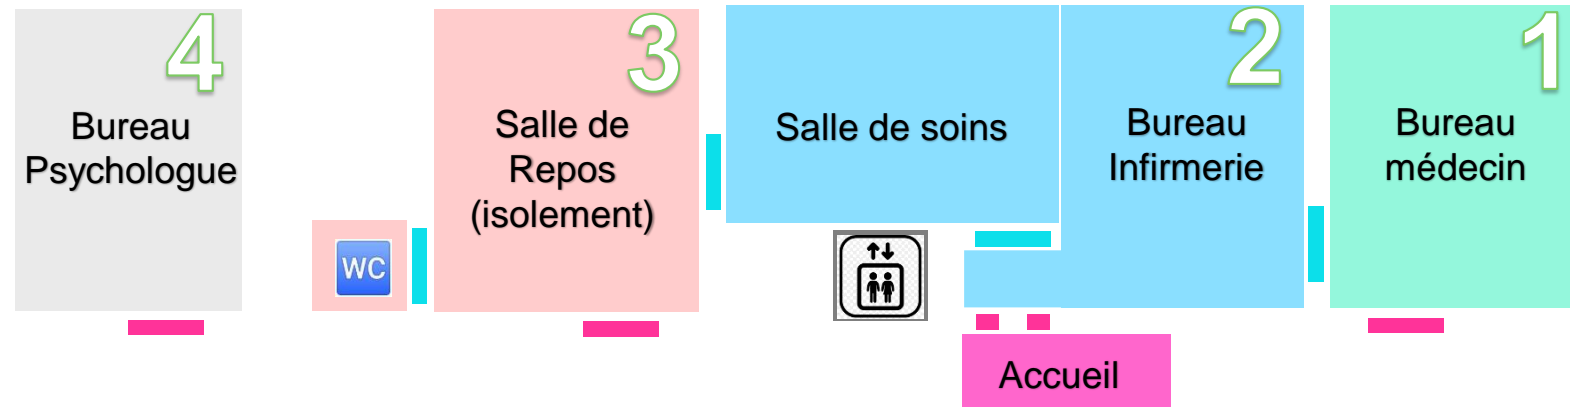 4
Bureau
Psychologue
3
Salle de
Repos
(isolement)
WC
Salle de soins
2
Bureau
Infirmerie
1
Bureau
médecin
Accueil